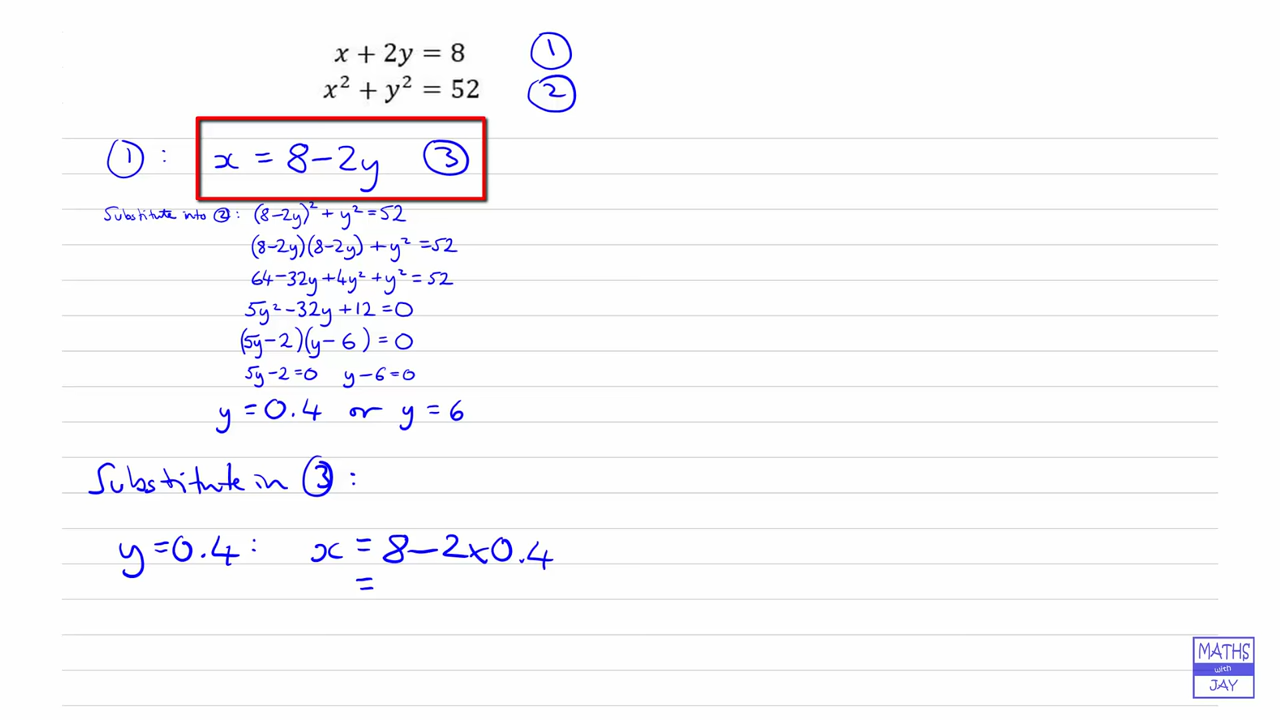 x + 2y = 8 ①
x² + y² = 52 ②
① : x = 8 − 2y ③
Substitute into ② : (8−2y)² + y² = 52
(8−2y)(8−2y) + y² = 52
64 − 32y + 4y² + y² = 52
5y² − 32y + 12 = 0
(5y − 2)(y − 6) = 0
5y − 2 = 0 y − 6 = 0
y = 0.4 or y = 6
Substitute in ③ :
y = 0.4 : x = 8 − 2 × 0.4
=
MATHS
with
JAY